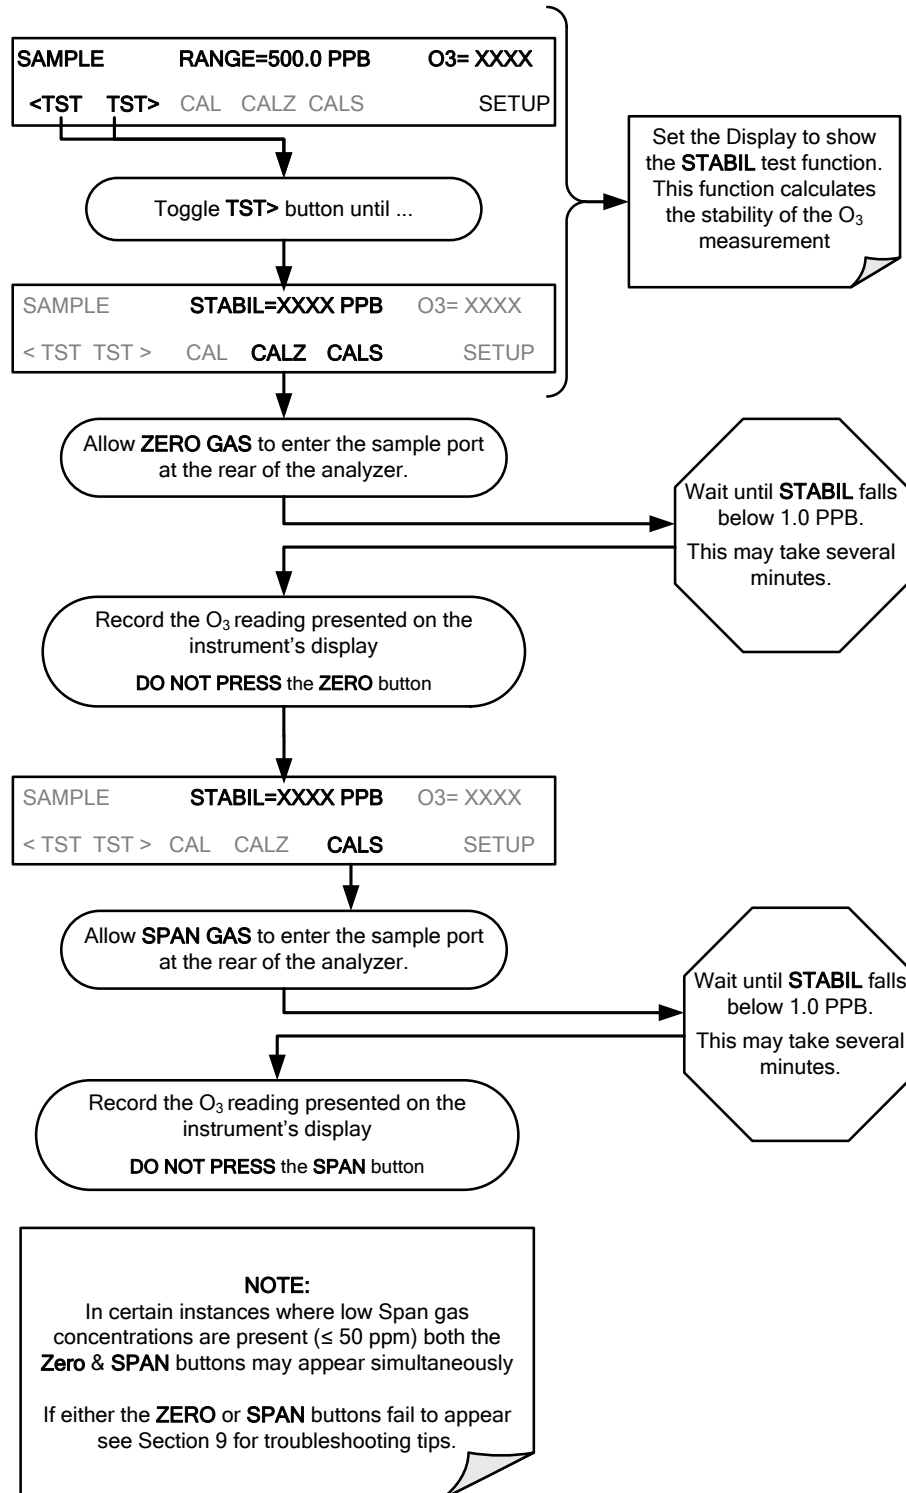 SAMPLE RANGE=500.0 PPB O3= XXXX
<TST TST> CAL CALZ CALS SETUP
Set the Display to show
the STABIL test function.
This function calculates
the stability of the O₃
measurement
Toggle TST> button until ...
SAMPLE STABIL=XXXX PPB O3= XXXX
< TST TST > CAL CALZ CALS SETUP
Allow ZERO GAS to enter the sample port
at the rear of the analyzer.
Wait until STABIL falls
below 1.0 PPB.
This may take several
minutes.
Record the O₃ reading presented on the
instrument's display
DO NOT PRESS the ZERO button
SAMPLE STABIL=XXXX PPB O3= XXXX
< TST TST > CAL CALZ CALS SETUP
Allow SPAN GAS to enter the sample port
at the rear of the analyzer.
Wait until STABIL falls
below 1.0 PPB.
This may take several
minutes.
Record the O₃ reading presented on the
instrument's display
DO NOT PRESS the SPAN button
NOTE:
In certain instances where low Span gas
concentrations are present (≤ 50 ppm) both the
Zero & SPAN buttons may appear simultaneously
If either the ZERO or SPAN buttons fail to appear
see Section 9 for troubleshooting tips.